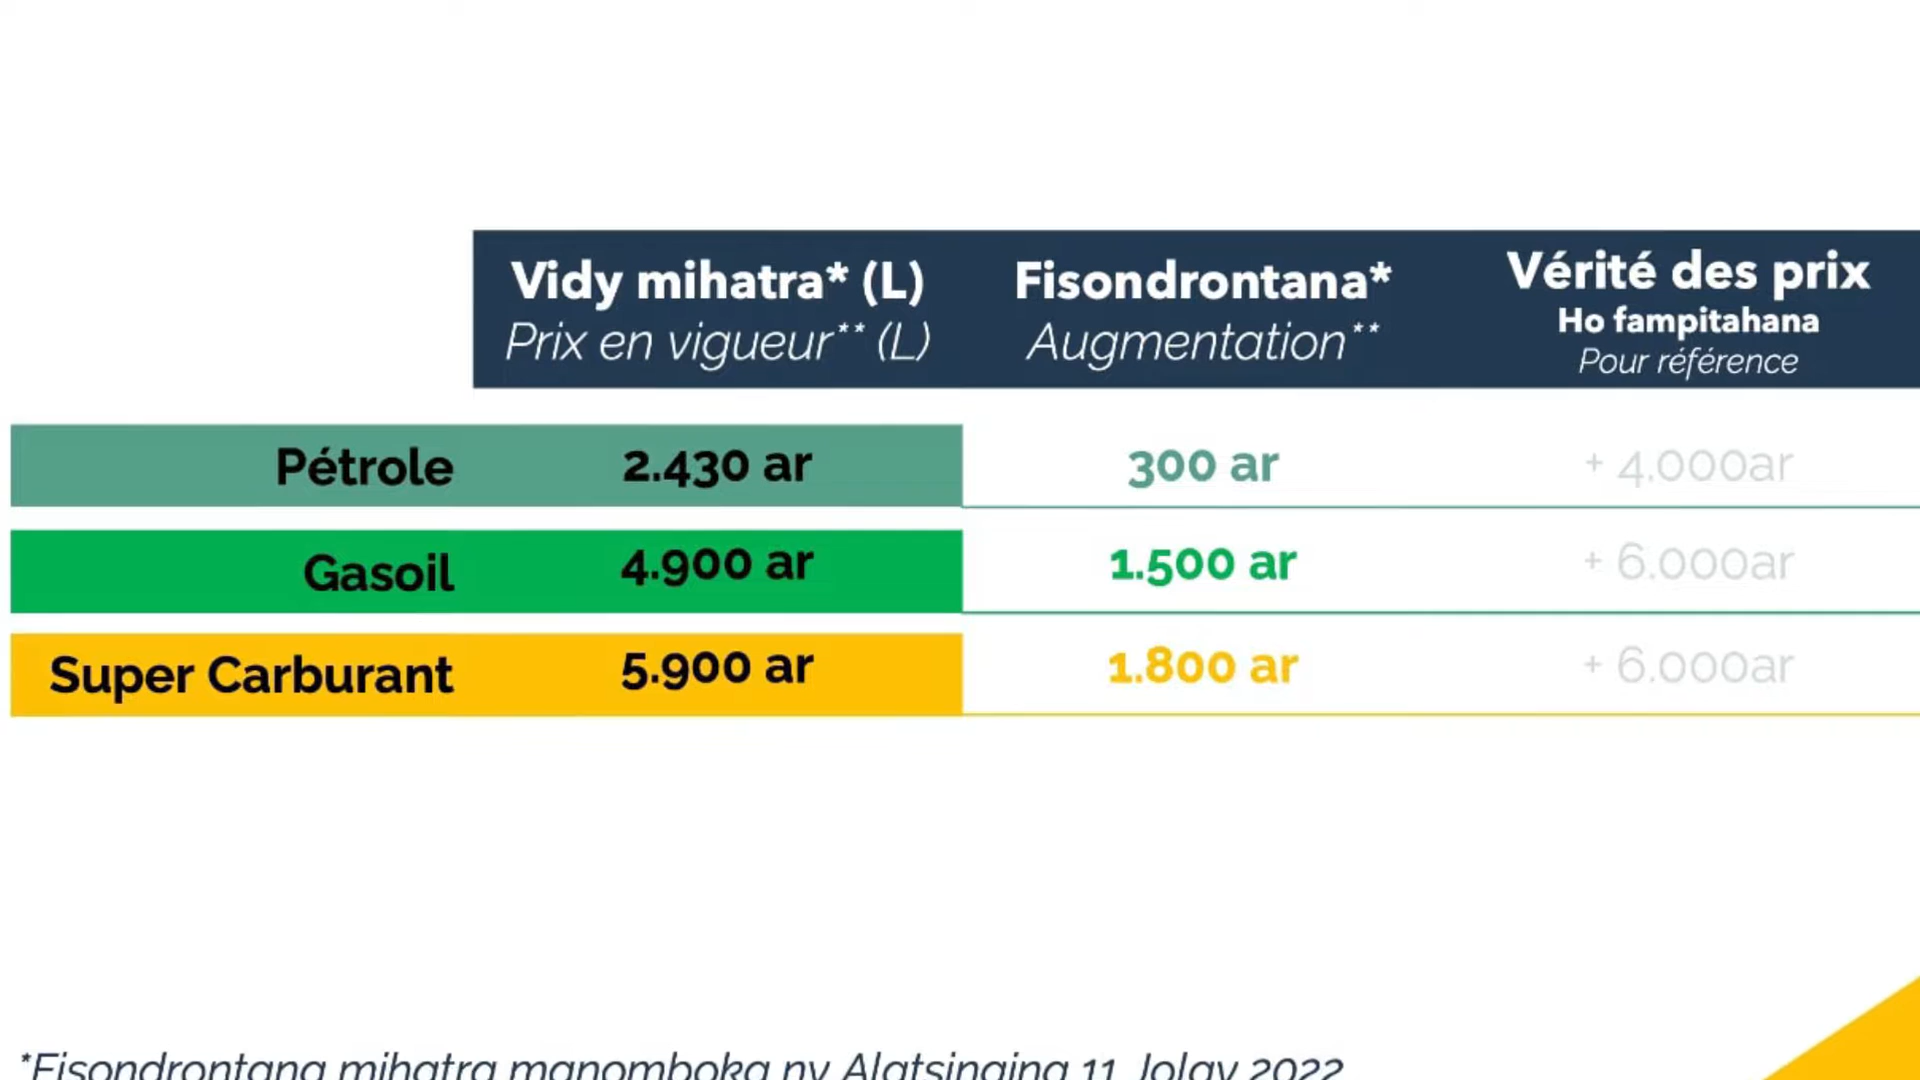 Vidy mihatra* (L)
Prix en vigueur** (L)
Fisondrontana*
Augmentation**
Vérité des prix
Ho fampitahana
Pour référence
Pétrole 2.430 ar 300 ar + 4.000ar
Gasoil 4.900 ar 1.500 ar + 6.000ar
Super Carburant 5.900 ar 1.800 ar + 6.000ar
*Fisondrontana mihatra manomboka ny Alatsinainy 11 Jolay 2022